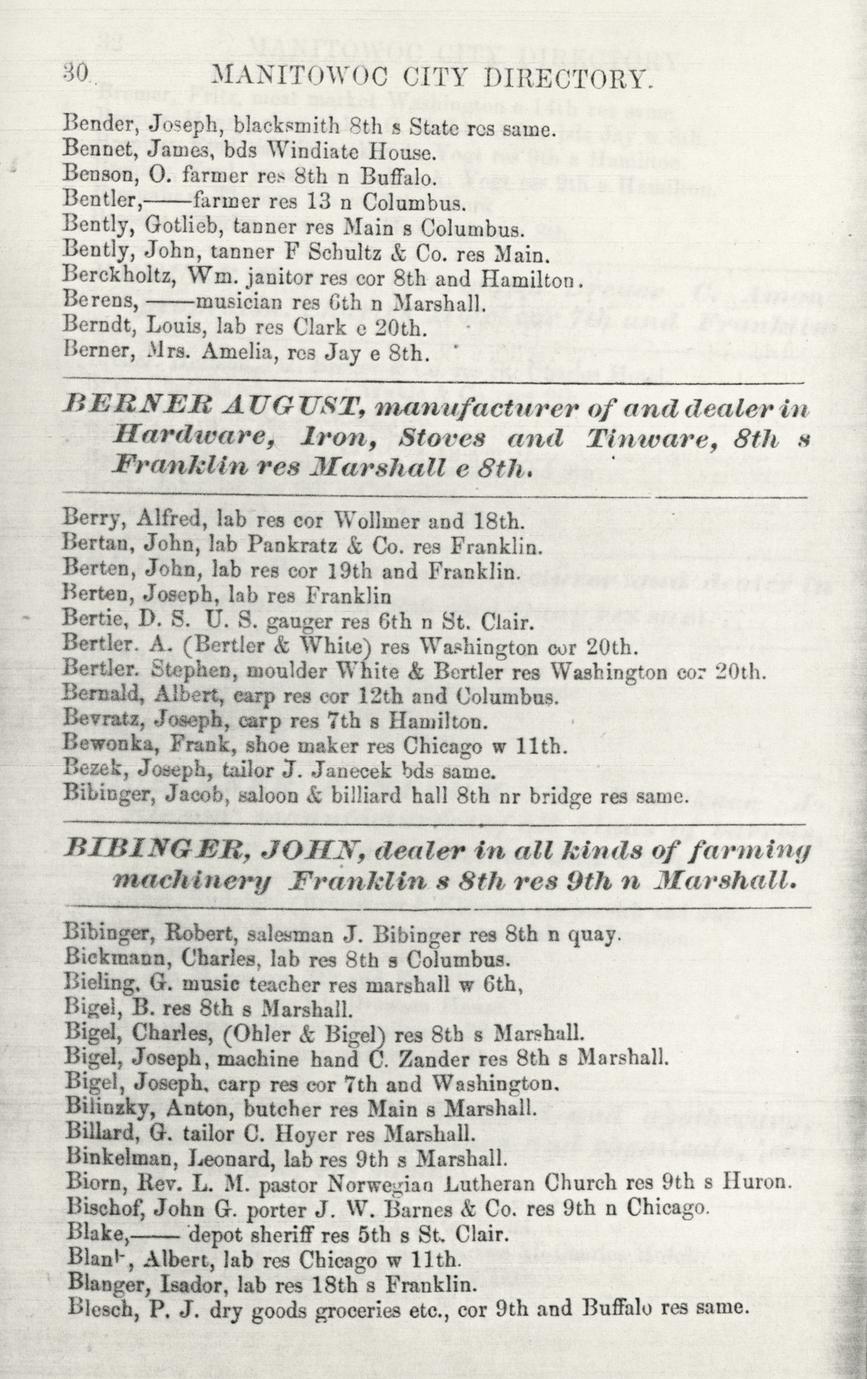 30 MANITOWOC CITY DIRECTORY.
Bender, Joseph, blacksmith 8th s State res same.
Bennet, James, bds Windiate House.
Benson, O. farmer res 8th n Buffalo.
Bentler,——farmer res 13 n Columbus.
Bently, Gotlieb, tanner res Main s Columbus.
Bently, John, tanner F Schultz & Co. res Main.
Berckholtz, Wm. janitor res cor 8th and Hamilton.
Berens, ——musician res 6th n Marshall.
Berndt, Louis, lab res Clark e 20th.
Berner, Mrs. Amelia, res Jay e 8th.
BERNER AUGUST, manufacturer of and dealer in
Hardware, Iron, Stoves and Tinware, 8th s
Franklin res Marshall e 8th.
Berry, Alfred, lab res cor Wollmer and 18th.
Bertan, John, lab Pankratz & Co. res Franklin.
Berten, John, lab res cor 19th and Franklin.
Berten, Joseph, lab res Franklin
Bertie, D. S. U. S. gauger res 6th n St. Clair.
Bertler. A. (Bertler & White) res Washington cor 20th.
Bertler. Stephen, moulder White & Bertler res Washington cor 20th.
Bernald, Albert, carp res cor 12th and Columbus.
Bevratz, Joseph, carp res 7th s Hamilton.
Bewonka, Frank, shoe maker res Chicago w 11th.
Bezek, Joseph, tailor J. Janecek bds same.
Bibinger, Jacob, saloon & billiard hall 8th nr bridge res same.
BIBINGER, JOHN, dealer in all kinds of farming
machinery Franklin s 8th res 9th n Marshall.
Bibinger, Robert, salesman J. Bibinger res 8th n quay.
Bickmann, Charles, lab res 8th s Columbus.
Bieling, G. music teacher res marshall w 6th,
Bigel, B. res 8th s Marshall.
Bigel, Charles, (Ohler & Bigel) res 8th s Marshall.
Bigel, Joseph, machine hand C. Zander res 8th s Marshall.
Bigel, Joseph, carp res cor 7th and Washington.
Bilinzky, Anton, butcher res Main s Marshall.
Billard, G. tailor C. Hoyer res Marshall.
Binkelman, Leonard, lab res 9th s Marshall.
Biorn, Rev. L. M. pastor Norwegian Lutheran Church res 9th s Huron.
Bischof, John G. porter J. W. Barnes & Co. res 9th n Chicago.
Blake,—— depot sheriff res 5th s St. Clair.
Blank, Albert, lab res Chicago w 11th.
Blanger, Isador, lab res 18th s Franklin.
Blesch, P. J. dry goods groceries etc., cor 9th and Buffalo res same.